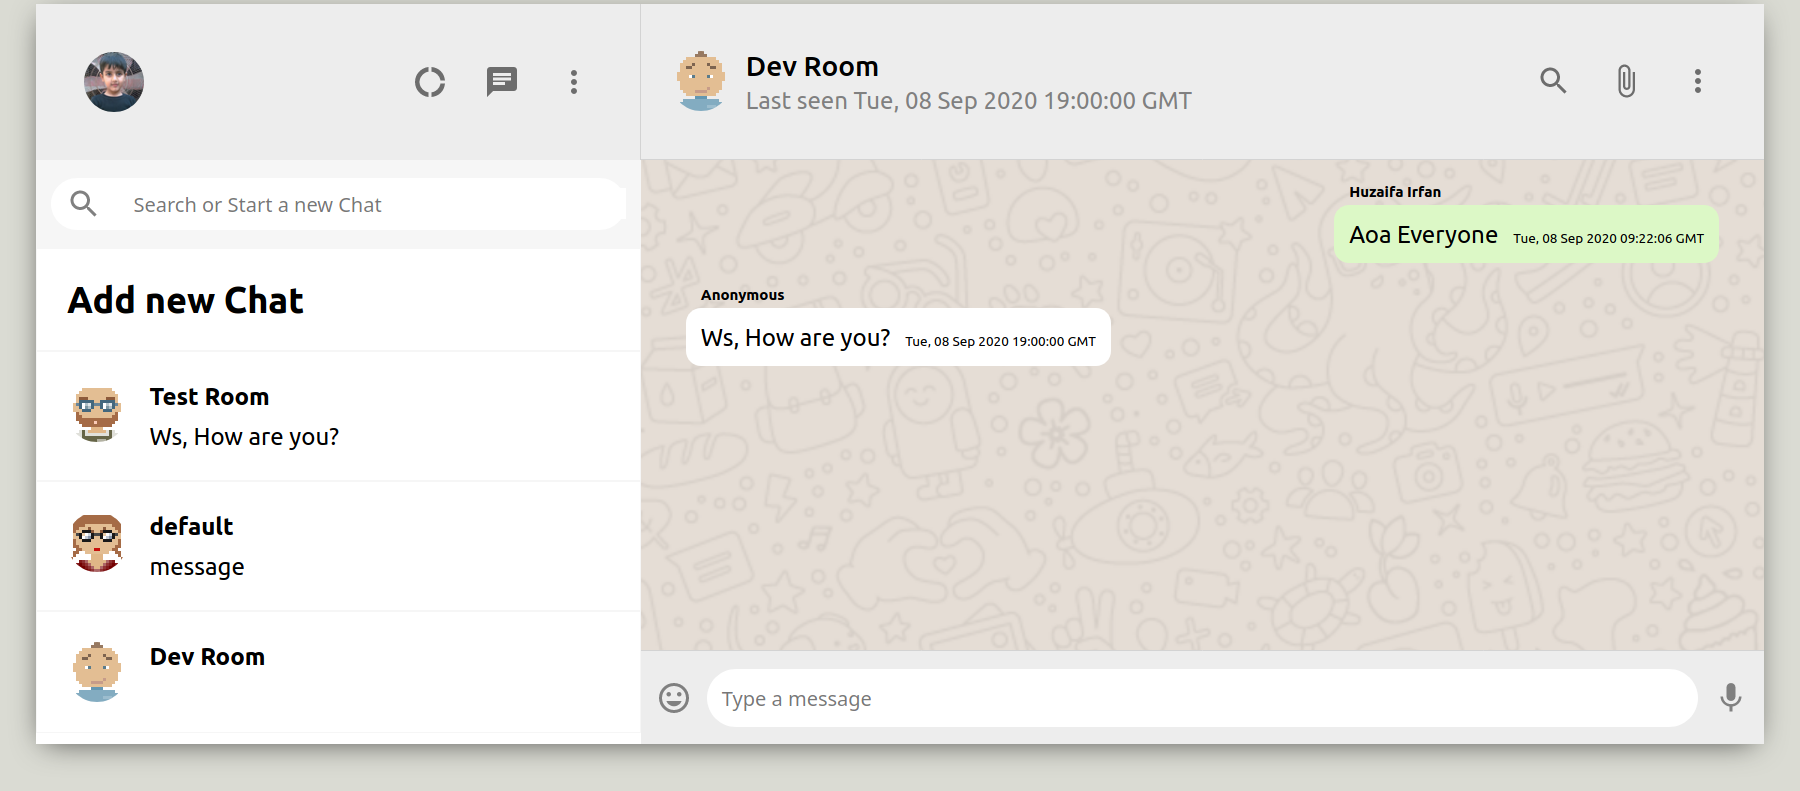 Search or Start a new Chat
Add new Chat
Test Room
Ws, How are you?
default
message
Dev Room
Dev Room
Last seen Tue, 08 Sep 2020 19:00:00 GMT
Huzaifa Irfan
Aoa Everyone Tue, 08 Sep 2020 09:22:06 GMT
Anonymous
Ws, How are you? Tue, 08 Sep 2020 19:00:00 GMT
Type a message